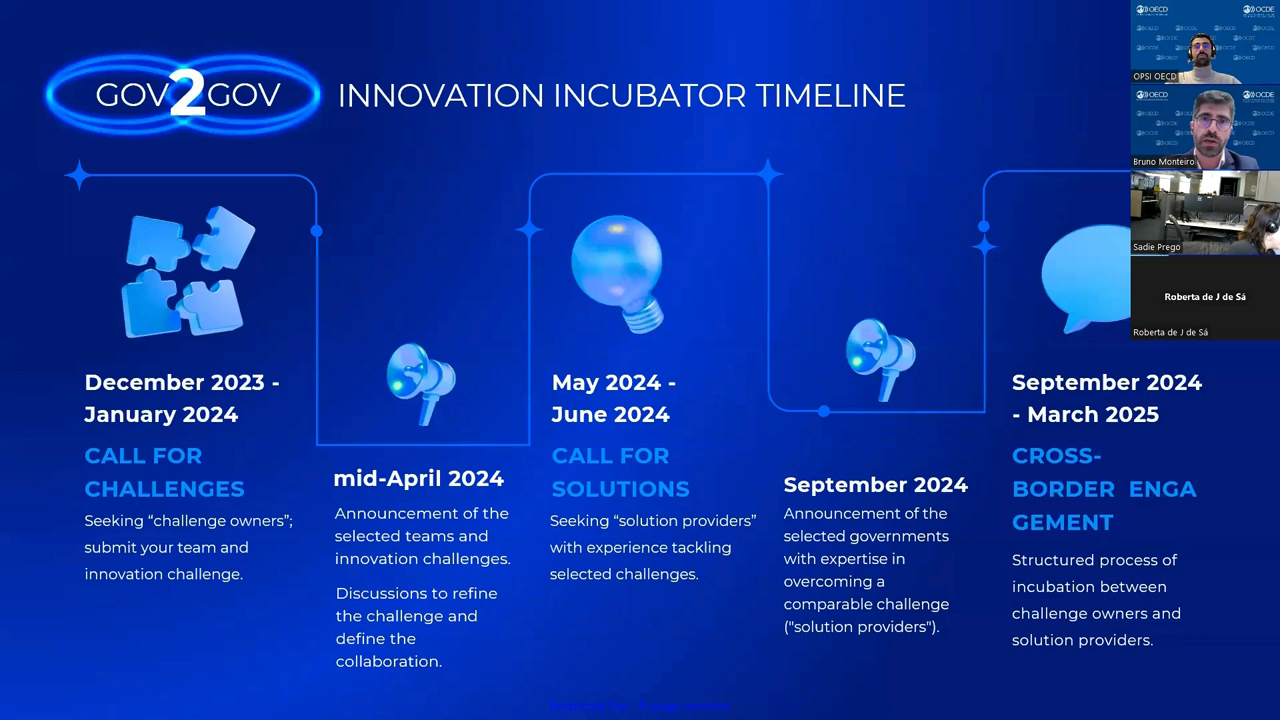 GOV2GOV INNOVATION INCUBATOR TIMELINE
December 2023 -
January 2024
CALL FOR
CHALLENGES
Seeking “challenge owners”;
submit your team and
innovation challenge.
mid-April 2024
Announcement of the
selected teams and
innovation challenges.
Discussions to refine
the challenge and
define the
collaboration.
May 2024 -
June 2024
CALL FOR
SOLUTIONS
Seeking “solution providers”
with experience tackling
selected challenges.
September 2024
Announcement of the
selected governments
with expertise in
overcoming a
comparable challenge
("solution providers").
September 2024
- March 2025
CROSS-
BORDER ENGA
GEMENT
Structured process of
incubation between
challenge owners and
solution providers.
OECD
OCDE
OPSI OECD
OECD
OCDE
Bruno Monteiro
Sadie Prego
Roberta de J de Sá
Roberta de J de Sá